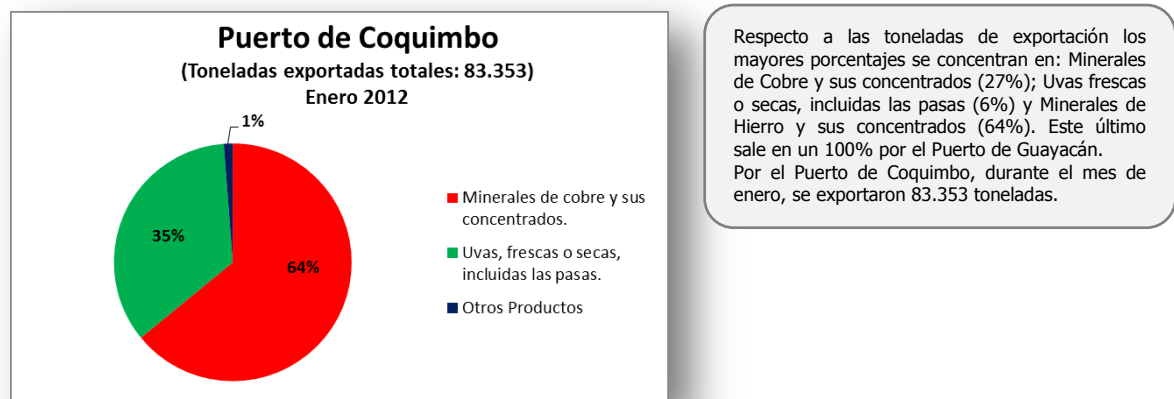 Puerto de Coquimbo
(Toneladas exportadas totales: 83.353)
Enero 2012
1%
35%
64%
Minerales de cobre y sus
concentrados.
Uvas, frescas o secas,
incluidas las pasas.
Otros Productos
Respecto a las toneladas de exportación los
mayores porcentajes se concentran en: Minerales
de Cobre y sus concentrados (27%); Uvas frescas
o secas, incluidas las pasas (6%) y Minerales de
Hierro y sus concentrados (64%). Este último
sale en un 100% por el Puerto de Guayacán.
Por el Puerto de Coquimbo, durante el mes de
enero, se exportaron 83.353 toneladas.